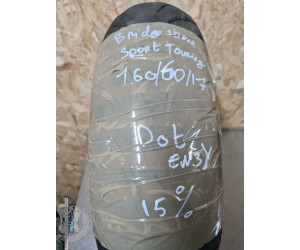 Bridgestone
Sport Touring
160/60/17
Dot
EW3Y
15%